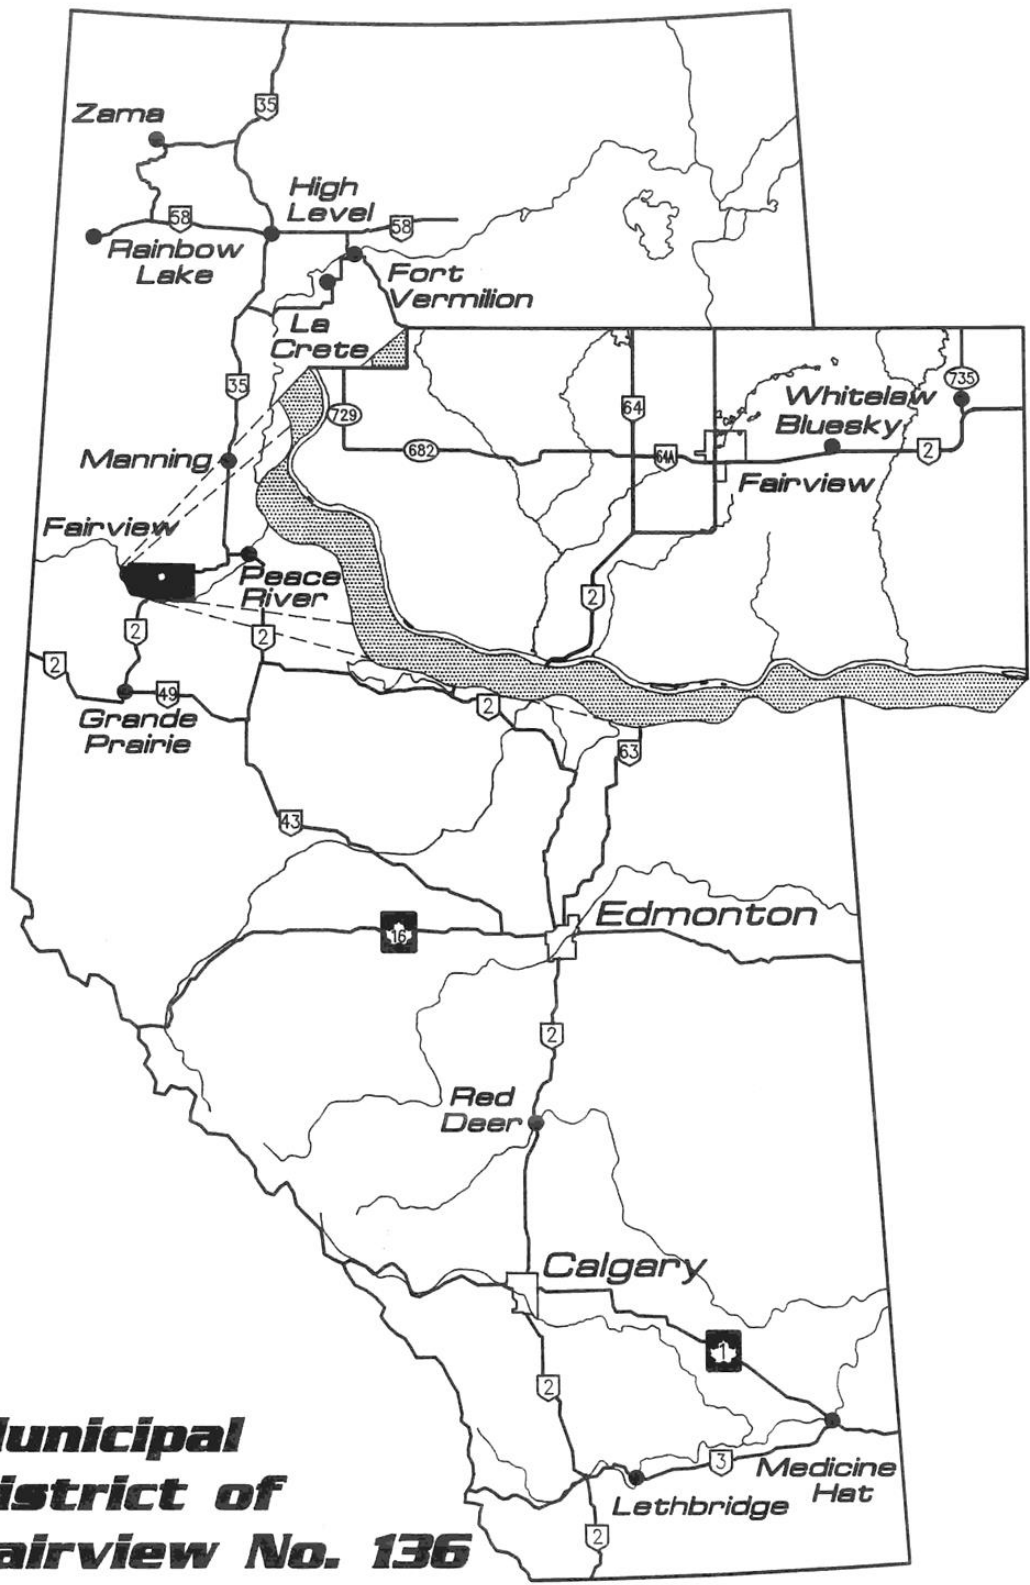 35
Zama
High
Level
58
58
Rainbow
Lake
Fort
Vermilion
La
Crete
35
729
682
64
64A
735
Whitelaw
Bluesky
2
Fairview
Manning
Fairview
Peace
River
2
2
2
2
49
Grande
Prairie
2
63
43
Edmonton
16
2
Red
Deer
Calgary
1
2
3
Medicine
Hat
Lethbridge
2
unicipal
istrict of
airview No. 136